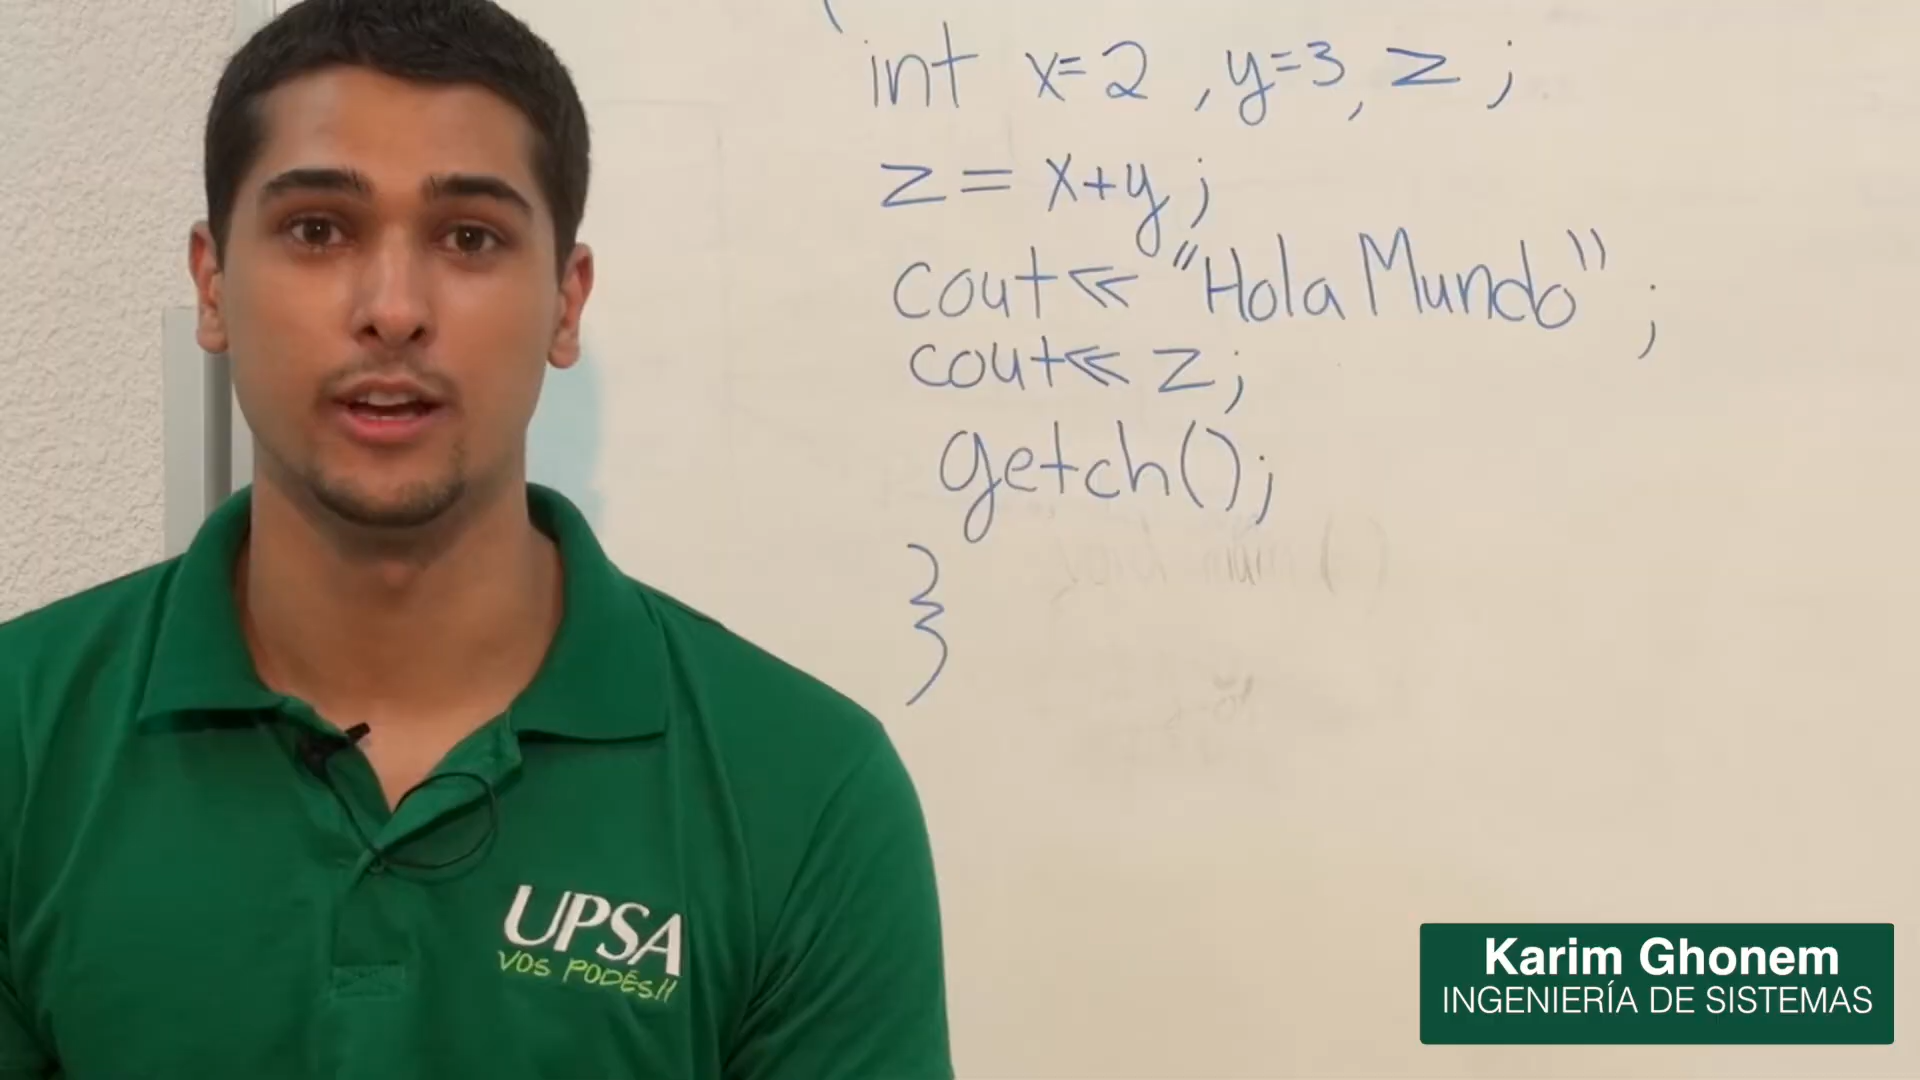 int x=2 , y=3, z ;
z = x+y ;
cout << "Hola Mundo" ;
cout << z ;
getch() ;
}
UPSA
VOS PODÉS!!
Karim Ghonem
INGENIERÍA DE SISTEMAS